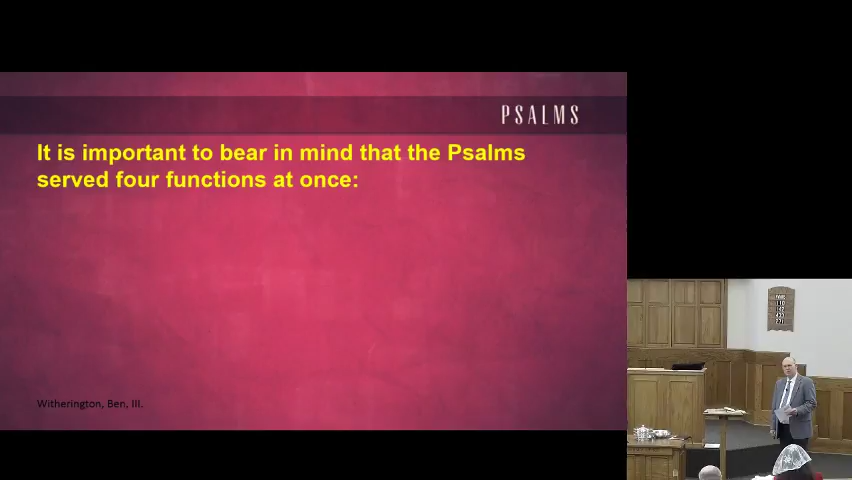 PSALMS
It is important to bear in mind that the Psalms
served four functions at once:
Witherington, Ben, III.